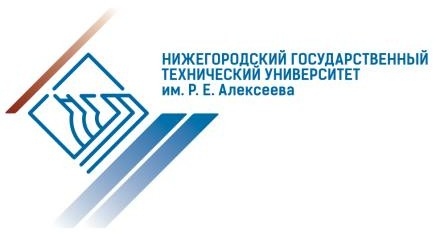 НИЖЕГОРОДСКИЙ ГОСУДАРСТВЕННЫЙ
ТЕХНИЧЕСКИЙ УНИВЕРСИТЕТ
им. Р. Е. Алексеева